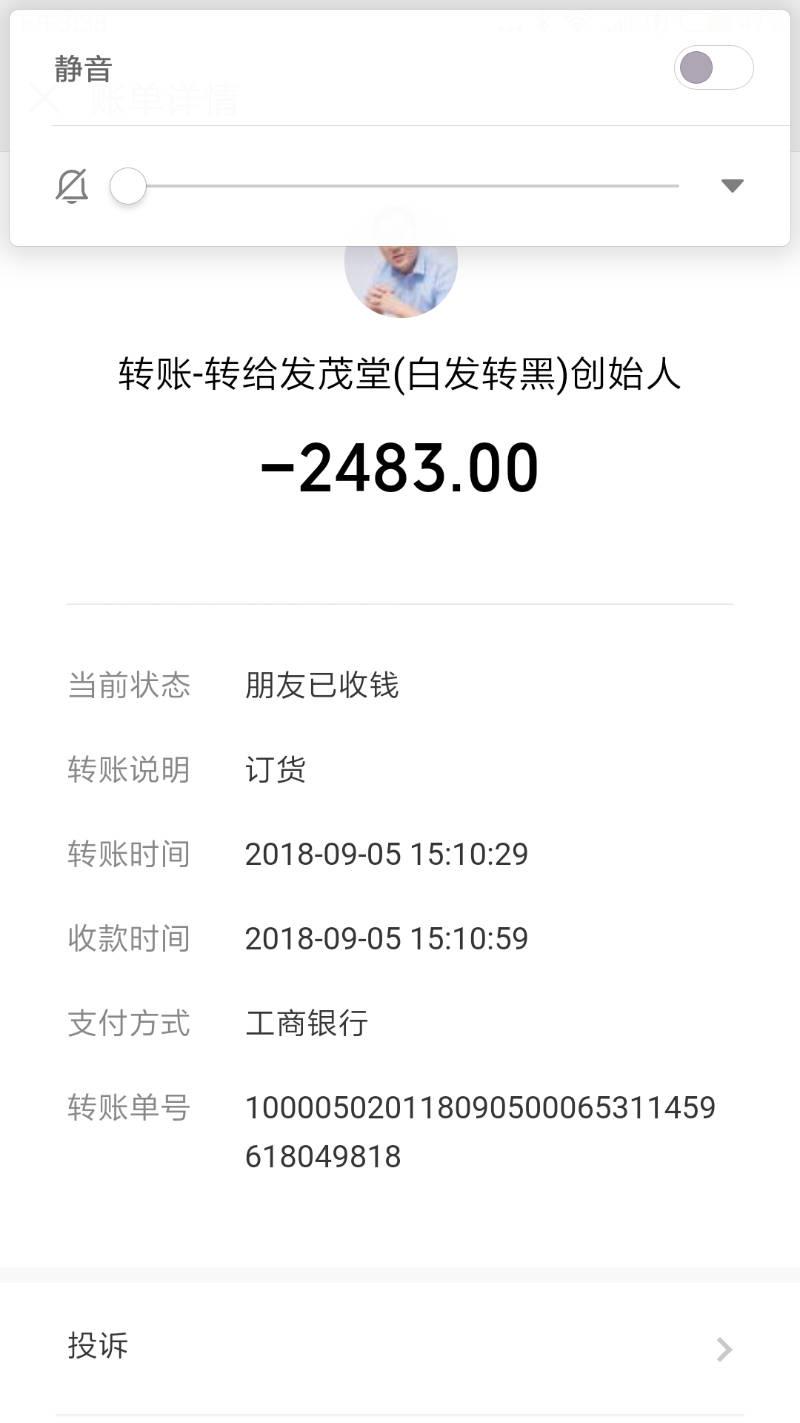 静音
账单详情
转账-转给发茂堂(白发转黑)创始人
-2483.00
当前状态 朋友已收钱
转账说明 订货
转账时间 2018-09-05 15:10:29
收款时间 2018-09-05 15:10:59
支付方式 工商银行
转账单号 100005020118090500065311459
618049818
投诉